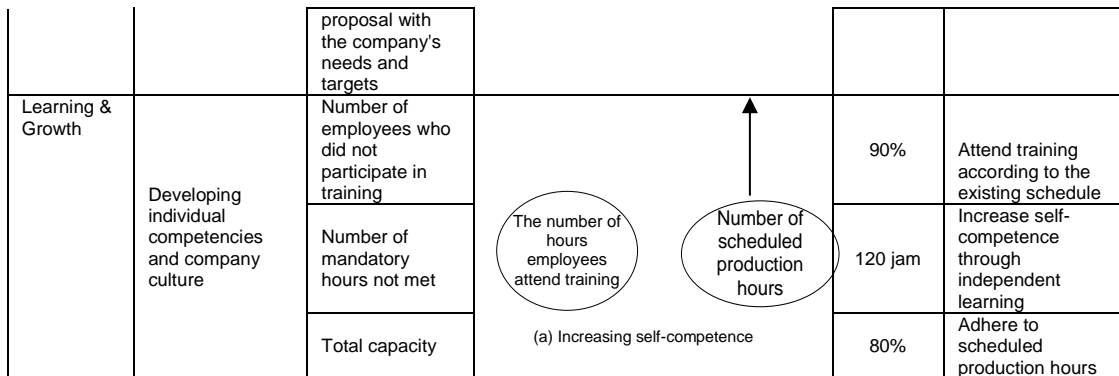 proposal with
the company's
needs and
targets
Learning &
Growth
Developing
individual
competencies
and company
culture
Number of
employees who
did not
participate in
training
90%
Attend training
according to the
existing schedule
Number of
mandatory
hours not met
The number of
hours
employees
attend training
Number of
scheduled
production
hours
120 jam
Increase self-
competence
through
independent
learning
Total capacity
(a) Increasing self-competence
80%
Adhere to
scheduled
production hours